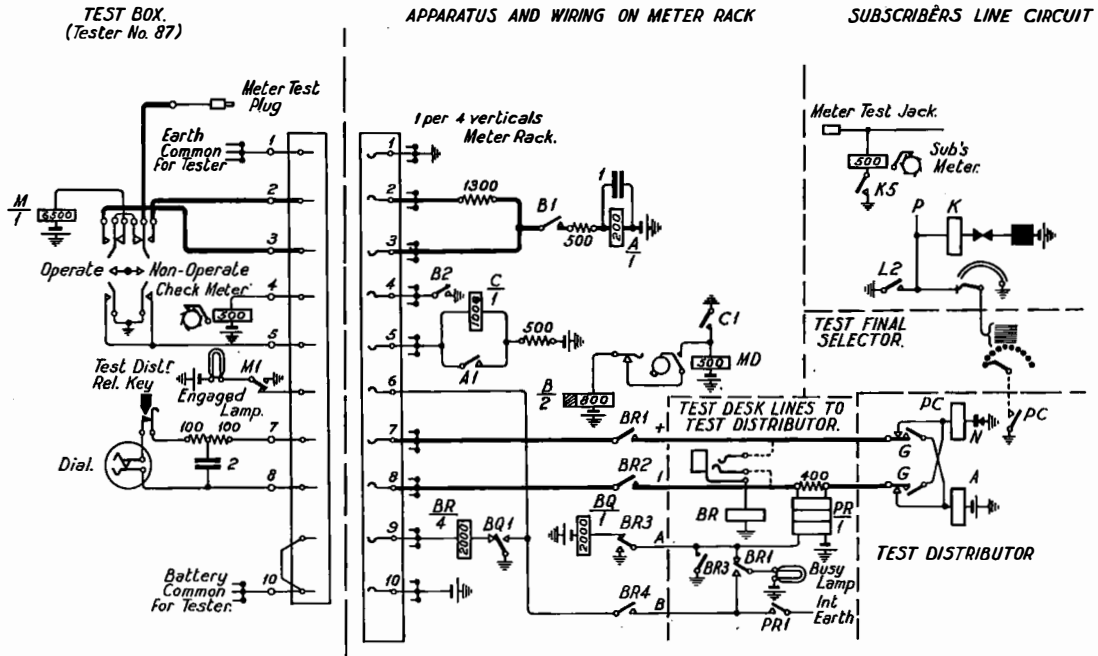 TEST BOX.
(Tester No. 87)
APPARATUS AND WIRING ON METER RACK
SUBSCRIBERS LINE CIRCUIT
Meter Test
Plug
Earth
Common
For Tester
1
2
3
4
5
7
8
10
M
1
6500
Operate
Non-Operate
Check Meter
500
Test Distr.
Rel. Key
M1
Engaged
Lamp.
100
100
2
Dial.
Battery
Common
For Tester.
1 per 4 verticals
Meter Rack.
1
2
3
4
5
6
7
8
9
10
1300
B1
500
1
200
A
1
B2
C
1
1000
A1
500
C1
MD
500
B
2
800
BR1
+
BR2
BR
4
2000
BQ1
BQ
1
2000
BR3
A
BR4
B
TEST DESK LINES TO
TEST DISTRIBUTOR.
BR
400
PR
1
BR3
BR1
Busy
Lamp
PR1
Int
Earth
Meter Test Jack.
500
Sub's
Meter.
K5
P
K
L2
TEST FINAL
SELECTOR.
PC
N
PC
G
G
A
TEST DISTRIBUTOR